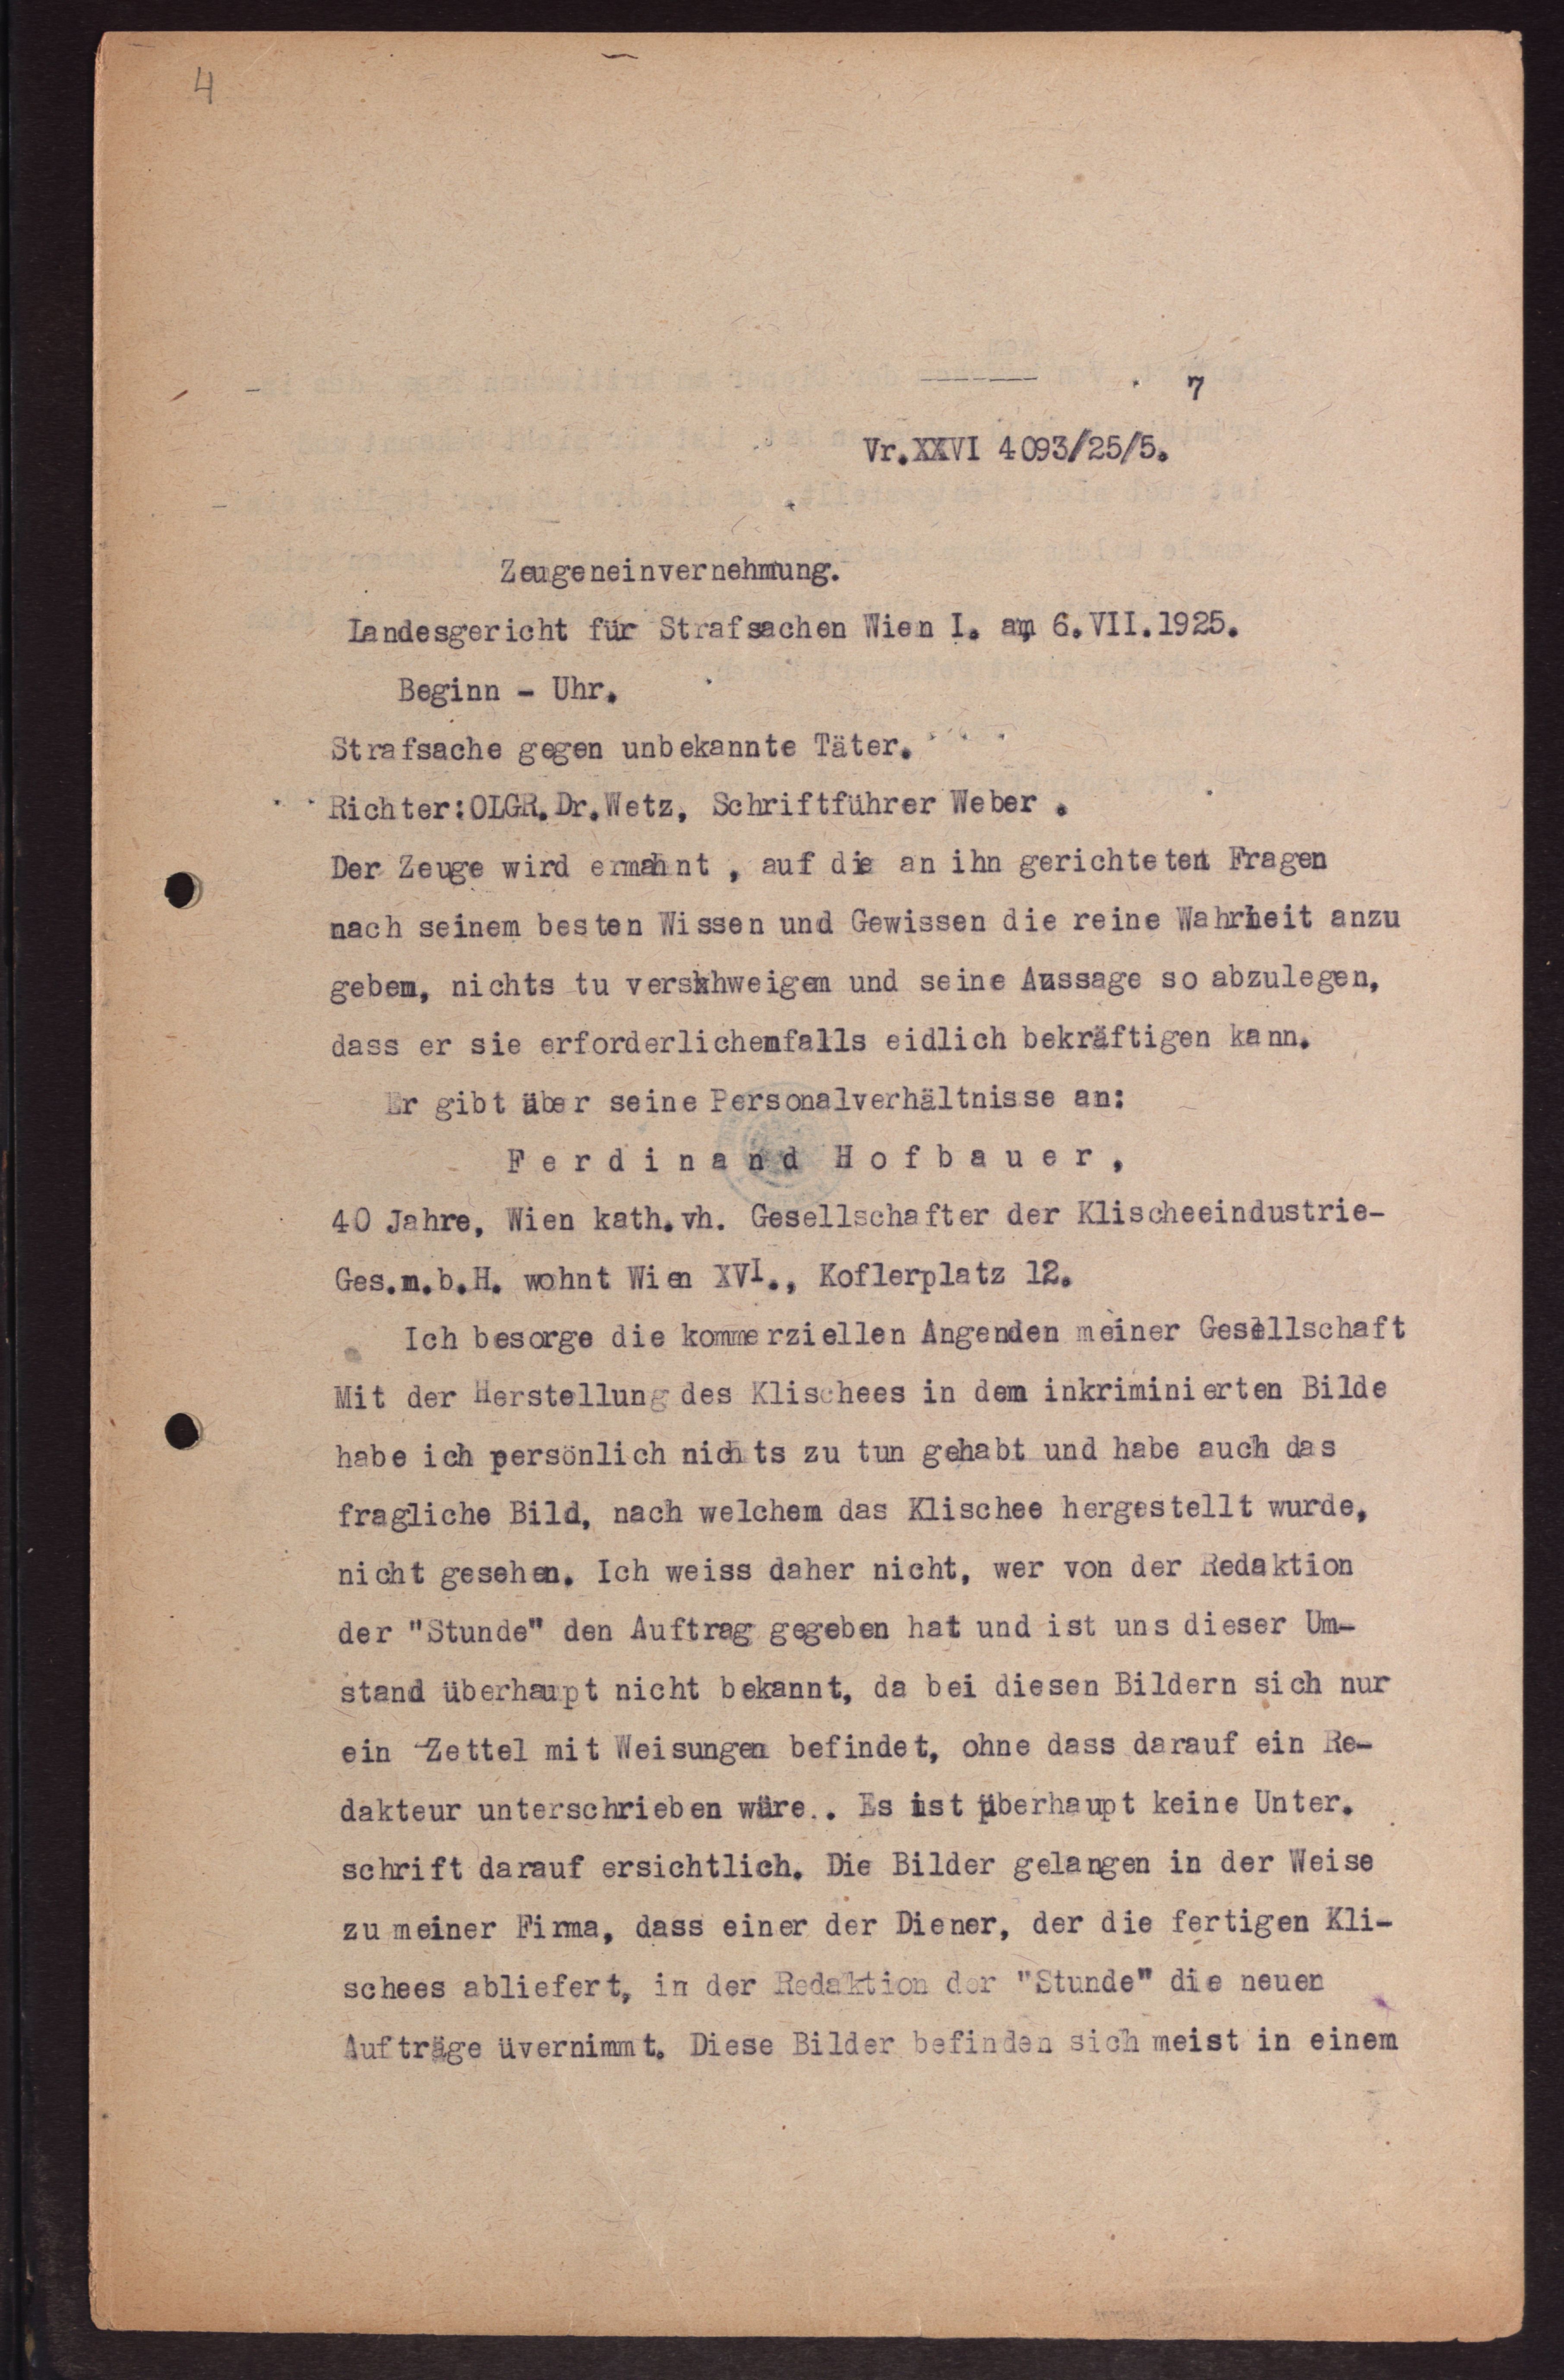 4
7
Vr.XXVI 4093/25/5.
Zeugeneinvernehmung.
Landesgericht für Strafsachen Wien I. am 6.VII.1925.
Beginn - Uhr.
Strafsache gegen unbekannte Täter.
Richter:OLGR.Dr.Wetz, Schriftführer Weber .
Der Zeuge wird ermahnt , auf die an ihn gerichteten Fragen
nach seinem besten Wissen und Gewissen die reine Wahrheit anzu
geben, nichts tu verschweigen und seine Aussage so abzulegen,
dass er sie erforderlichenfalls eidlich bekräftigen kann.
Er gibt über seine Personalverhältnisse an:
F e r d i n a n d H o f b a u e r ,
40 Jahre, Wien kath.vh. Gesellschafter der Klischeeindustrie-
Ges.m.b.H. wohnt Wien XVI., Koflerplatz 12.
Ich besorge die kommerziellen Angenden meiner Gesellschaft
Mit der Herstellung des Klischees in dem inkriminierten Bilde
habe ich persönlich nichts zu tun gehabt und habe auch das
fragliche Bild, nach welchem das Klischee hergestellt wurde,
nicht gesehen. Ich weiss daher nicht, wer von der Redaktion
der "Stunde" den Auftrag gegeben hat und ist uns dieser Um-
stand überhaupt nicht bekannt, da bei diesen Bildern sich nur
ein Zettel mit Weisungen befindet, ohne dass darauf ein Re-
dakteur unterschrieben wäre.. Es ist überhaupt keine Unter.
schrift darauf ersichtlich. Die Bilder gelangen in der Weise
zu meiner Firma, dass einer der Diener, der die fertigen Kli-
schees abliefert, in der Redaktion der "Stunde" die neuen
Aufträge üvernimmt. Diese Bilder befinden sich meist in einem